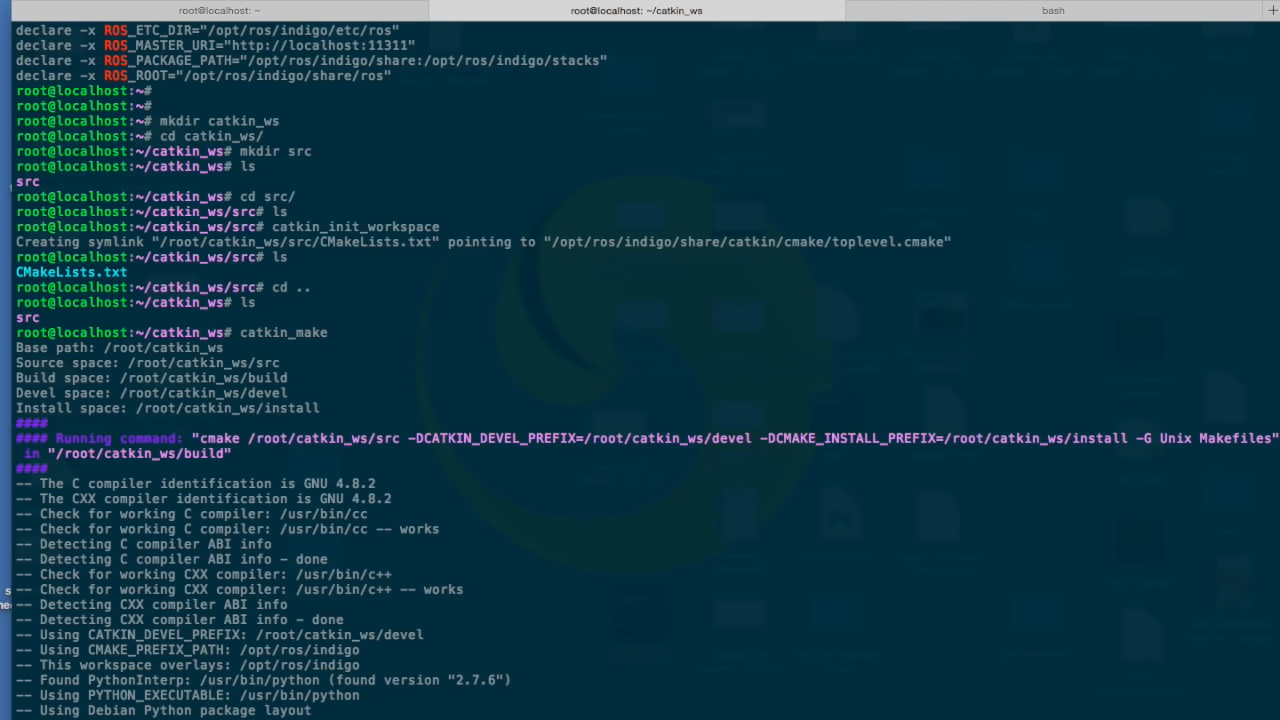 root@localhost: ~
root@localhost: ~/catkin_ws
bash
+
declare -x ROS_ETC_DIR="/opt/ros/indigo/etc/ros"
declare -x ROS_MASTER_URI="http://localhost:11311"
declare -x ROS_PACKAGE_PATH="/opt/ros/indigo/share:/opt/ros/indigo/stacks"
declare -x ROS_ROOT="/opt/ros/indigo/share/ros"
root@localhost:~#
root@localhost:~#
root@localhost:~# mkdir catkin_ws
root@localhost:~# cd catkin_ws/
root@localhost:~/catkin_ws# mkdir src
root@localhost:~/catkin_ws# ls
src
root@localhost:~/catkin_ws# cd src/
root@localhost:~/catkin_ws/src# ls
root@localhost:~/catkin_ws/src# catkin_init_workspace
Creating symlink "/root/catkin_ws/src/CMakeLists.txt" pointing to "/opt/ros/indigo/share/catkin/cmake/toplevel.cmake"
root@localhost:~/catkin_ws/src# ls
CMakeLists.txt
root@localhost:~/catkin_ws/src# cd ..
root@localhost:~/catkin_ws# ls
src
root@localhost:~/catkin_ws# catkin_make
Base path: /root/catkin_ws
Source space: /root/catkin_ws/src
Build space: /root/catkin_ws/build
Devel space: /root/catkin_ws/devel
Install space: /root/catkin_ws/install
####
#### Running command: "cmake /root/catkin_ws/src -DCATKIN_DEVEL_PREFIX=/root/catkin_ws/devel -DCMAKE_INSTALL_PREFIX=/root/catkin_ws/install -G Unix Makefiles"
in "/root/catkin_ws/build"
####
-- The C compiler identification is GNU 4.8.2
-- The CXX compiler identification is GNU 4.8.2
-- Check for working C compiler: /usr/bin/cc
-- Check for working C compiler: /usr/bin/cc -- works
-- Detecting C compiler ABI info
-- Detecting C compiler ABI info - done
-- Check for working CXX compiler: /usr/bin/c++
-- Check for working CXX compiler: /usr/bin/c++ -- works
-- Detecting CXX compiler ABI info
-- Detecting CXX compiler ABI info - done
-- Using CATKIN_DEVEL_PREFIX: /root/catkin_ws/devel
-- Using CMAKE_PREFIX_PATH: /opt/ros/indigo
-- This workspace overlays: /opt/ros/indigo
-- Found PythonInterp: /usr/bin/python (found version "2.7.6")
-- Using PYTHON_EXECUTABLE: /usr/bin/python
-- Using Debian Python package layout